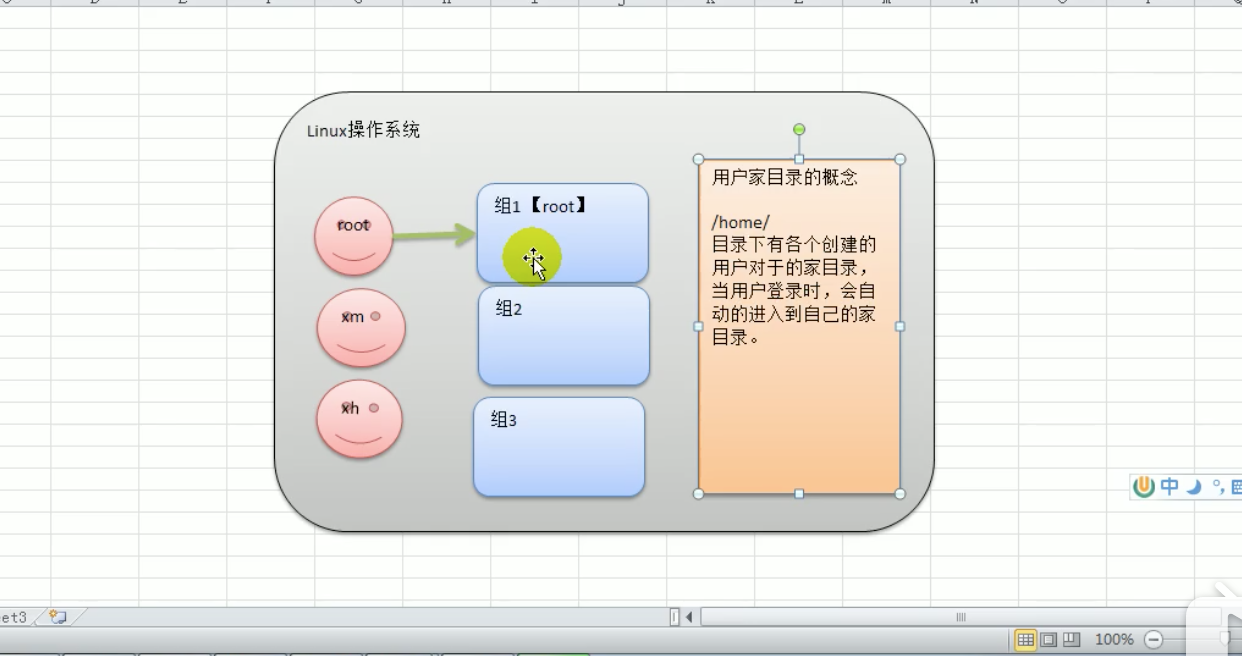 Linux操作系统
root
xm
xh
组1【root】
组2
组3
用户家目录的概念
/home/
目录下有各个创建的
用户对于的家目录，
当用户登录时，会自
动的进入到自己的家
目录。
中
et3
100%